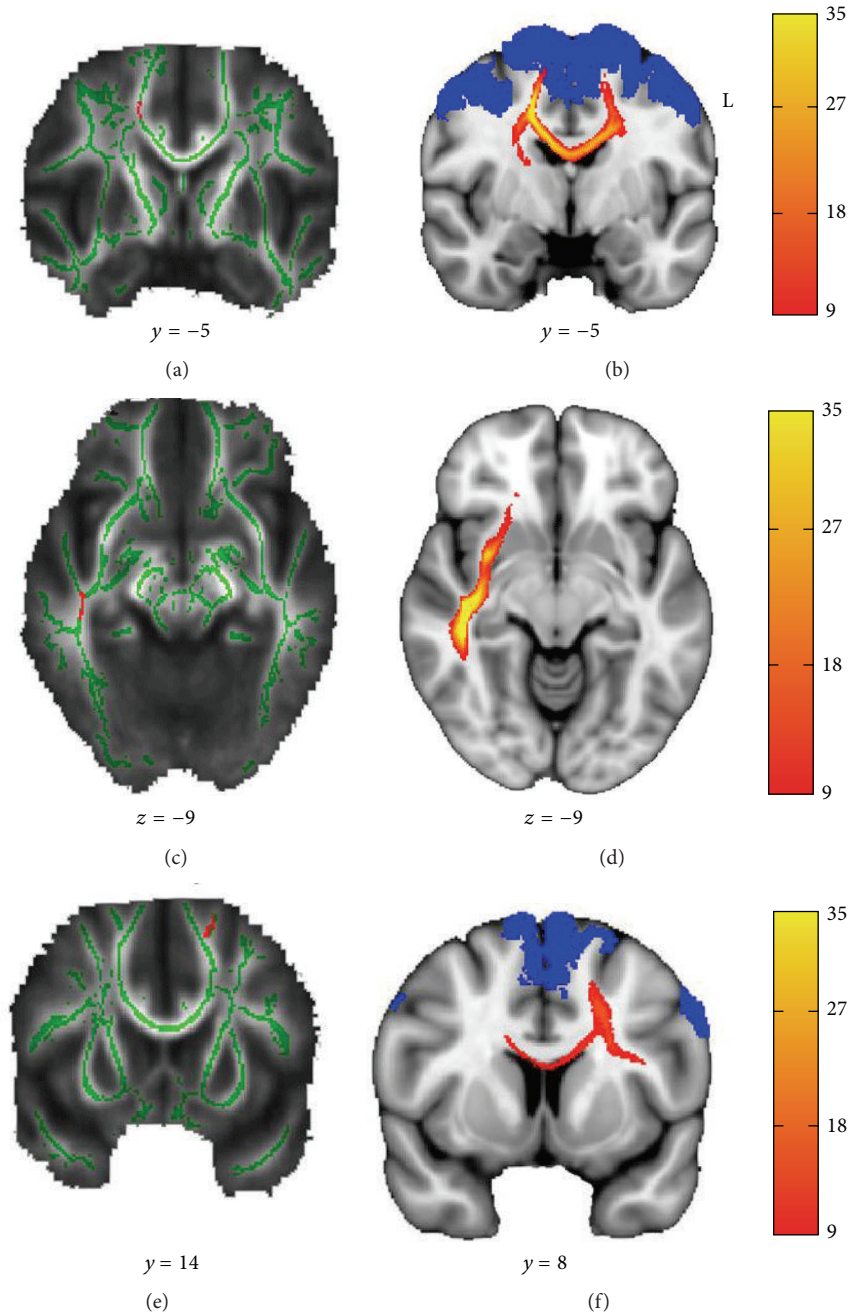 L
35
27
18
9
y = −5
y = −5
(a)
(b)
35
27
18
9
z = −9
z = −9
(c)
(d)
35
27
18
9
y = 14
y = 8
(e)
(f)